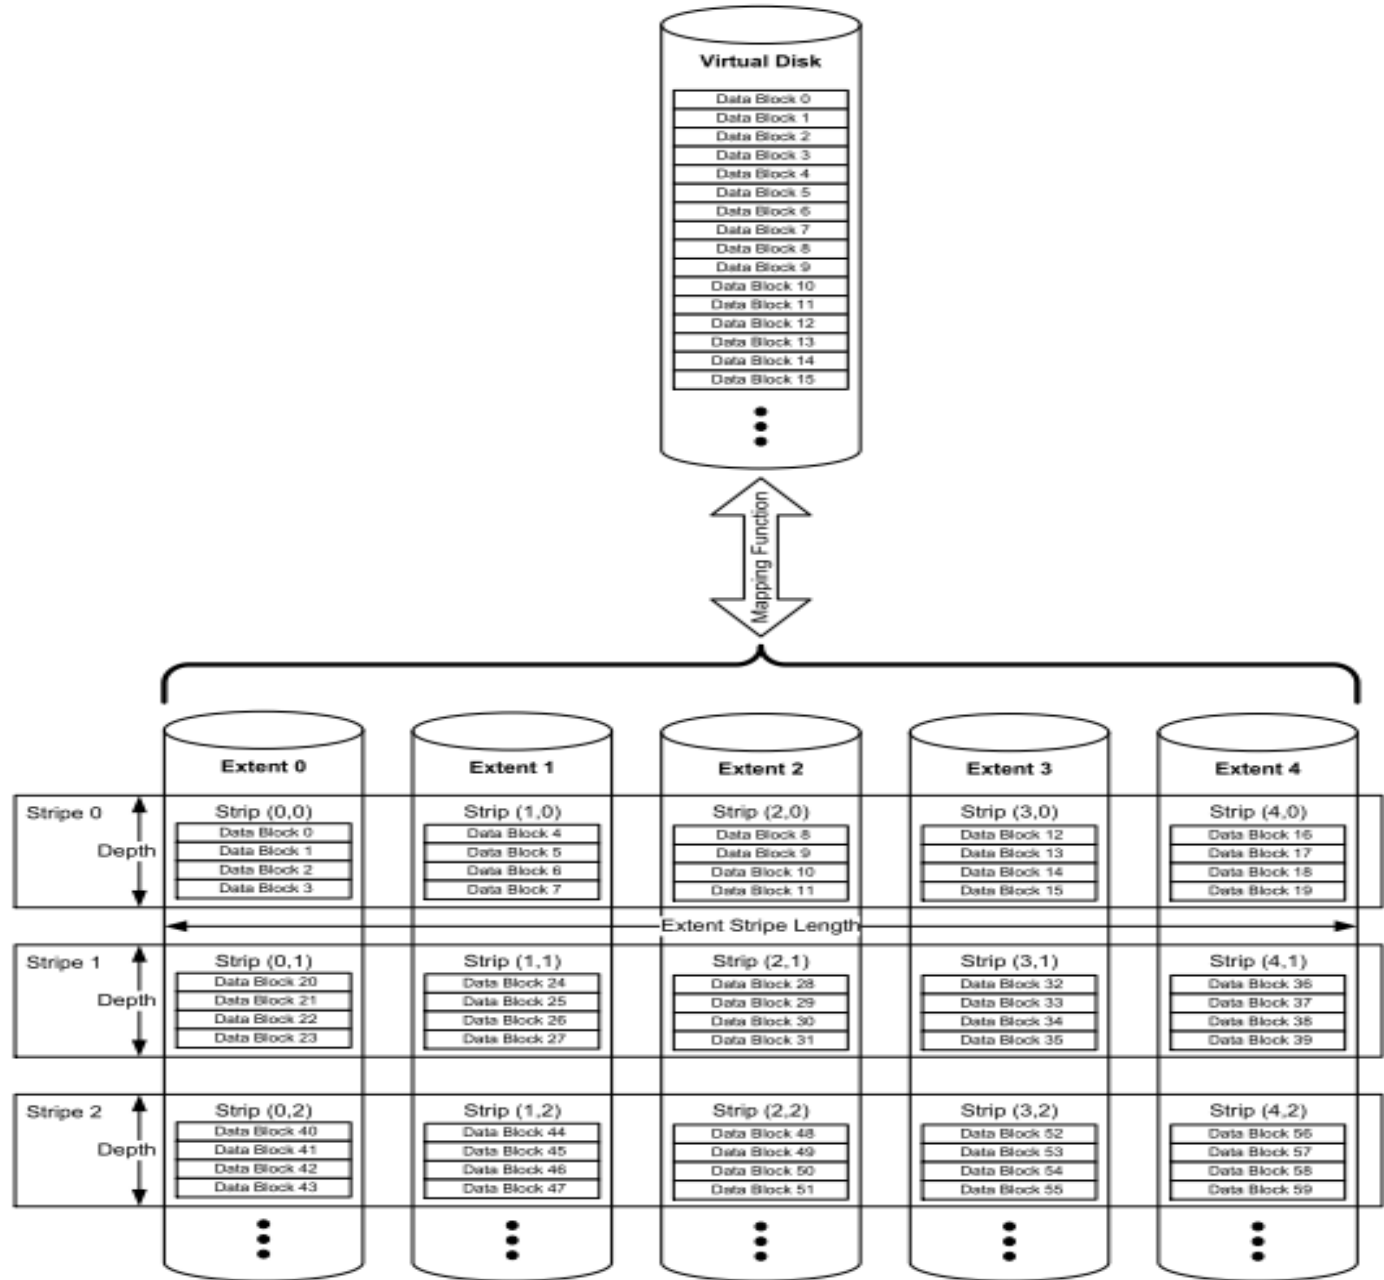 Virtual Disk
Data Block 0
Data Block 1
Data Block 2
Data Block 3
Data Block 4
Data Block 5
Data Block 6
Data Block 7
Data Block 8
Data Block 9
Data Block 10
Data Block 11
Data Block 12
Data Block 13
Data Block 14
Data Block 15
Mapping Function
Extent 0
Extent 1
Extent 2
Extent 3
Extent 4
Stripe 0
Depth
Strip (0,0)
Data Block 0
Data Block 1
Data Block 2
Data Block 3
Strip (1,0)
Data Block 4
Data Block 5
Data Block 6
Data Block 7
Strip (2,0)
Data Block 8
Data Block 9
Data Block 10
Data Block 11
Strip (3,0)
Data Block 12
Data Block 13
Data Block 14
Data Block 15
Strip (4,0)
Data Block 16
Data Block 17
Data Block 18
Data Block 19
Extent Stripe Length
Stripe 1
Depth
Strip (0,1)
Data Block 20
Data Block 21
Data Block 22
Data Block 23
Strip (1,1)
Data Block 24
Data Block 25
Data Block 26
Data Block 27
Strip (2,1)
Data Block 28
Data Block 29
Data Block 30
Data Block 31
Strip (3,1)
Data Block 32
Data Block 33
Data Block 34
Data Block 35
Strip (4,1)
Data Block 36
Data Block 37
Data Block 38
Data Block 39
Stripe 2
Depth
Strip (0,2)
Data Block 40
Data Block 41
Data Block 42
Data Block 43
Strip (1,2)
Data Block 44
Data Block 45
Data Block 46
Data Block 47
Strip (2,2)
Data Block 48
Data Block 49
Data Block 50
Data Block 51
Strip (3,2)
Data Block 52
Data Block 53
Data Block 54
Data Block 55
Strip (4,2)
Data Block 56
Data Block 57
Data Block 58
Data Block 59